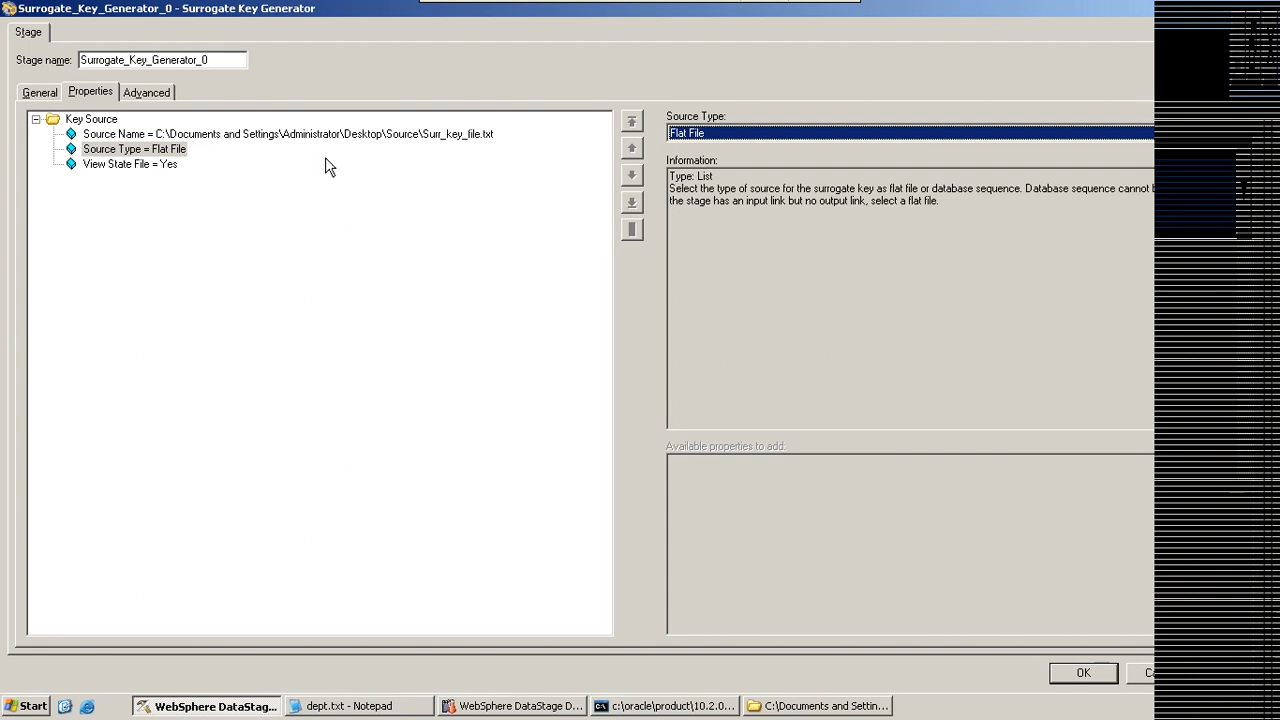 Surrogate_Key_Generator_0 - Surrogate Key Generator
Stage
Stage name: Surrogate_Key_Generator_0
General Properties Advanced
Key Source
Source Name = C:\Documents and Settings\Administrator\Desktop\Source\Surr_key_file.txt
Source Type = Flat File
View State File = Yes
Source Type:
Flat File
Information:
Type: List
Select the type of source for surrogate key as flat file or database sequence. Database sequence cannot
the stage has an input link but no output link, select a flat file.
Available properties to add:
OK
Start WebSphere DataStag... dept.txt - Notepad WebSphere DataStage D... c:\oracle\product\10.2.0... C:\Documents and Settin...